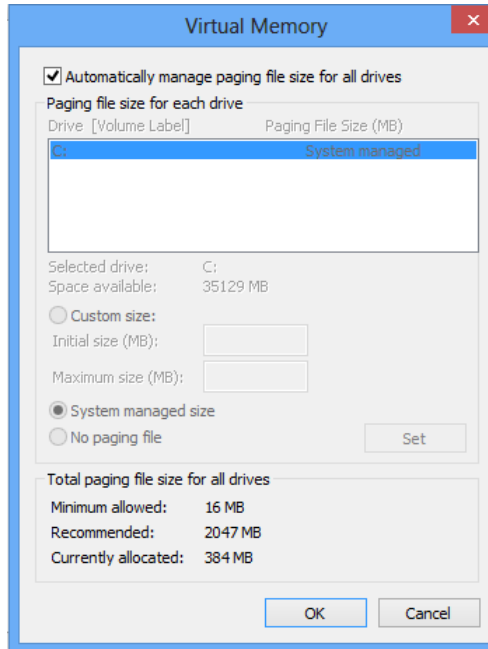 Virtual Memory
Automatically manage paging file size for all drives
Paging file size for each drive
Drive [Volume Label] Paging File Size (MB)
C: System managed
Selected drive: C:
Space available: 35129 MB
Custom size:
Initial size (MB):
Maximum size (MB):
System managed size
No paging file Set
Total paging file size for all drives
Minimum allowed: 16 MB
Recommended: 2047 MB
Currently allocated: 384 MB
OK Cancel